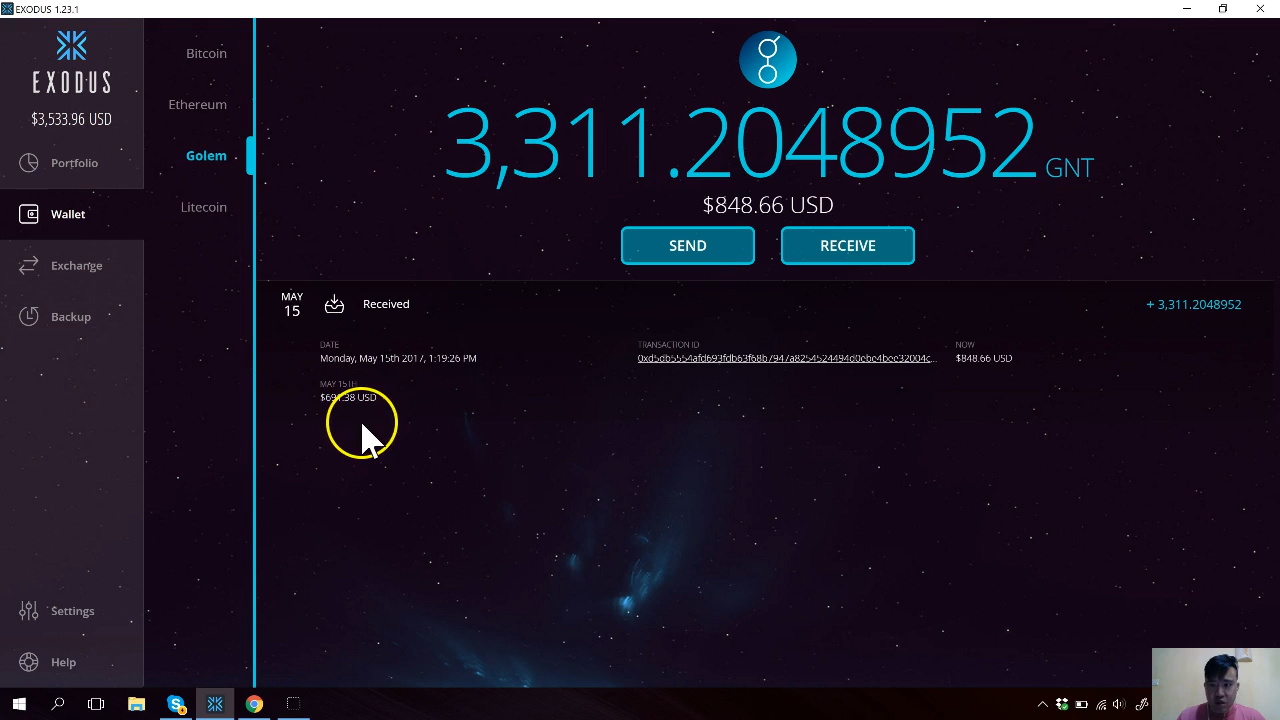 EXODUS 1.23.1
EXODUS
$3,533.96 USD
Portfolio
Wallet
Exchange
Backup
Settings
Help
Bitcoin
Ethereum
Golem
Litecoin
3,311.2048952 GNT
$848.66 USD
SEND
RECEIVE
MAY
15
Received
+ 3,311.2048952
DATE
Monday, May 15th 2017, 1:19:26 PM
TRANSACTION ID
NOW
$848.66 USD
MAY 15TH